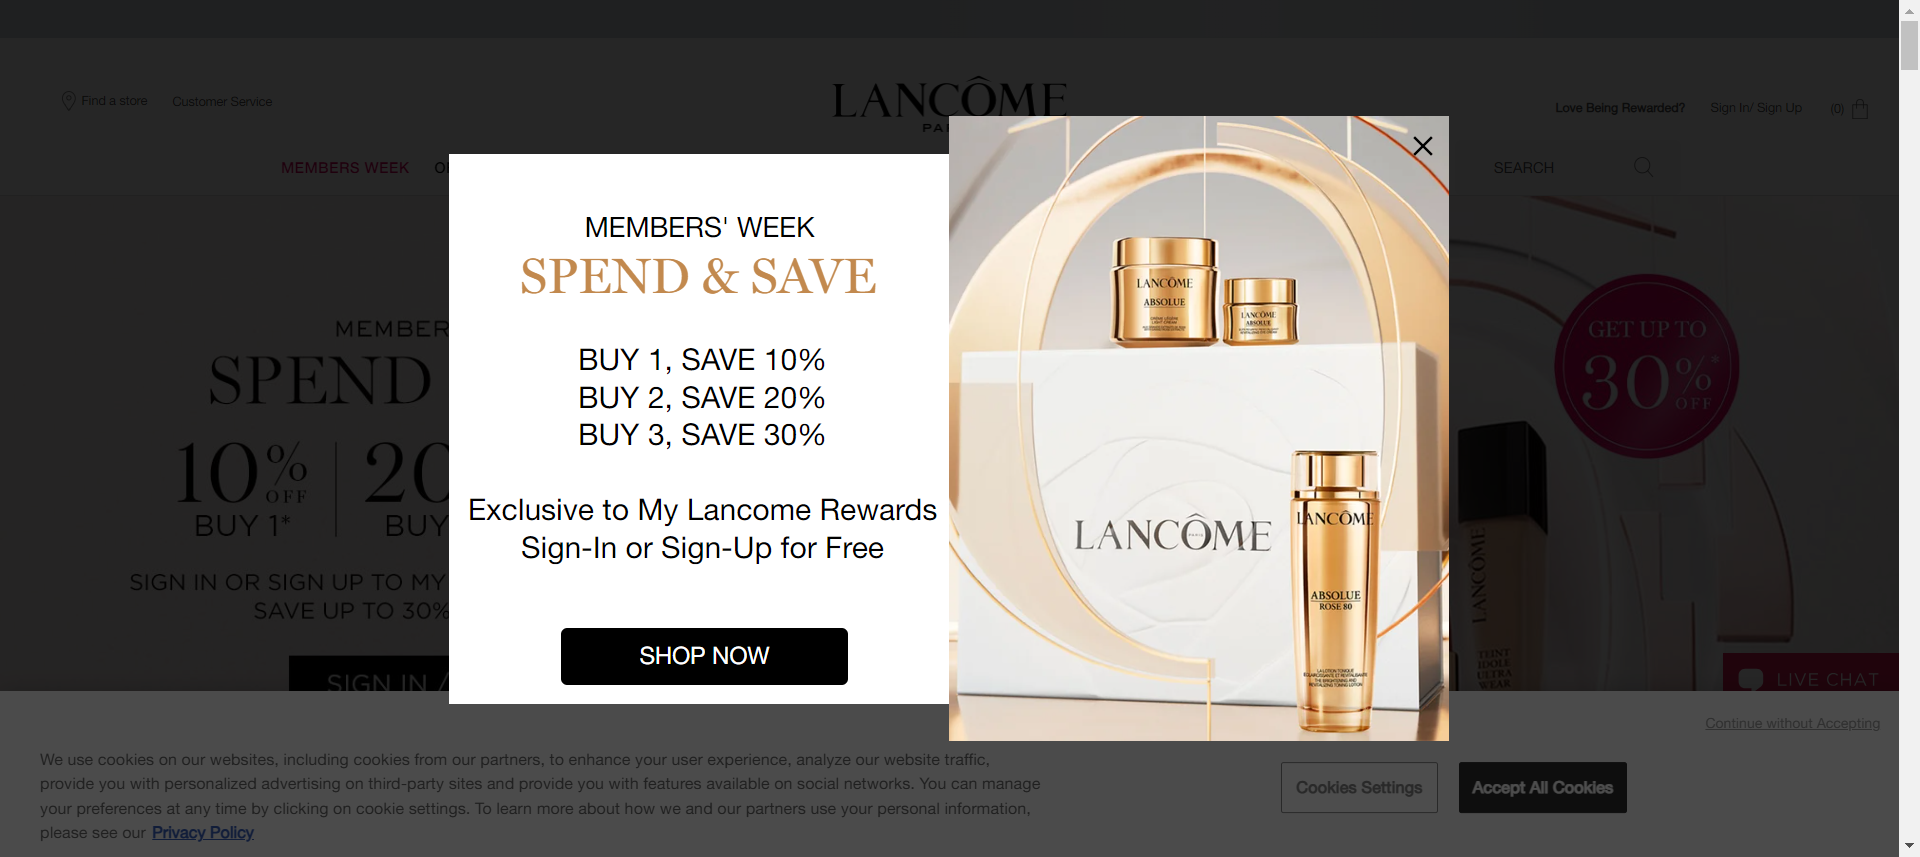 Find a store
Customer Service
LANCÔME
Love Being Rewarded?
Sign In/ Sign Up
(0)
MEMBERS WEEK
SEARCH
MEMBERS' WEEK
SPEND & SAVE
BUY 1, SAVE 10%
BUY 2, SAVE 20%
BUY 3, SAVE 30%
Exclusive to My Lancome Rewards
Sign-In or Sign-Up for Free
SHOP NOW
LANCÔME
ABSOLUE
LANCÔME
ABSOLUE
LANCÔME
LANCÔME
ABSOLUE
ROSE 80
SPEND
10% OFF
BUY 1*
BUY
SIGN IN OR SIGN UP TO MY
SAVE UP TO 30%
SIGN IN /
GET UP TO
30%*
OFF
LANCÔME
TEINT
IDOLE
ULTRA
WEAR
LIVE CHAT
Continue without Accepting
We use cookies on our websites, including cookies from our partners, to enhance your user experience, analyze our website traffic,
provide you with personalized advertising on third-party sites and provide you with features available on social networks. You can manage
your preferences at any time by clicking on cookie settings. To learn more about how we and our partners use your personal information,
please see our Privacy Policy
Cookies Settings
Accept All Cookies